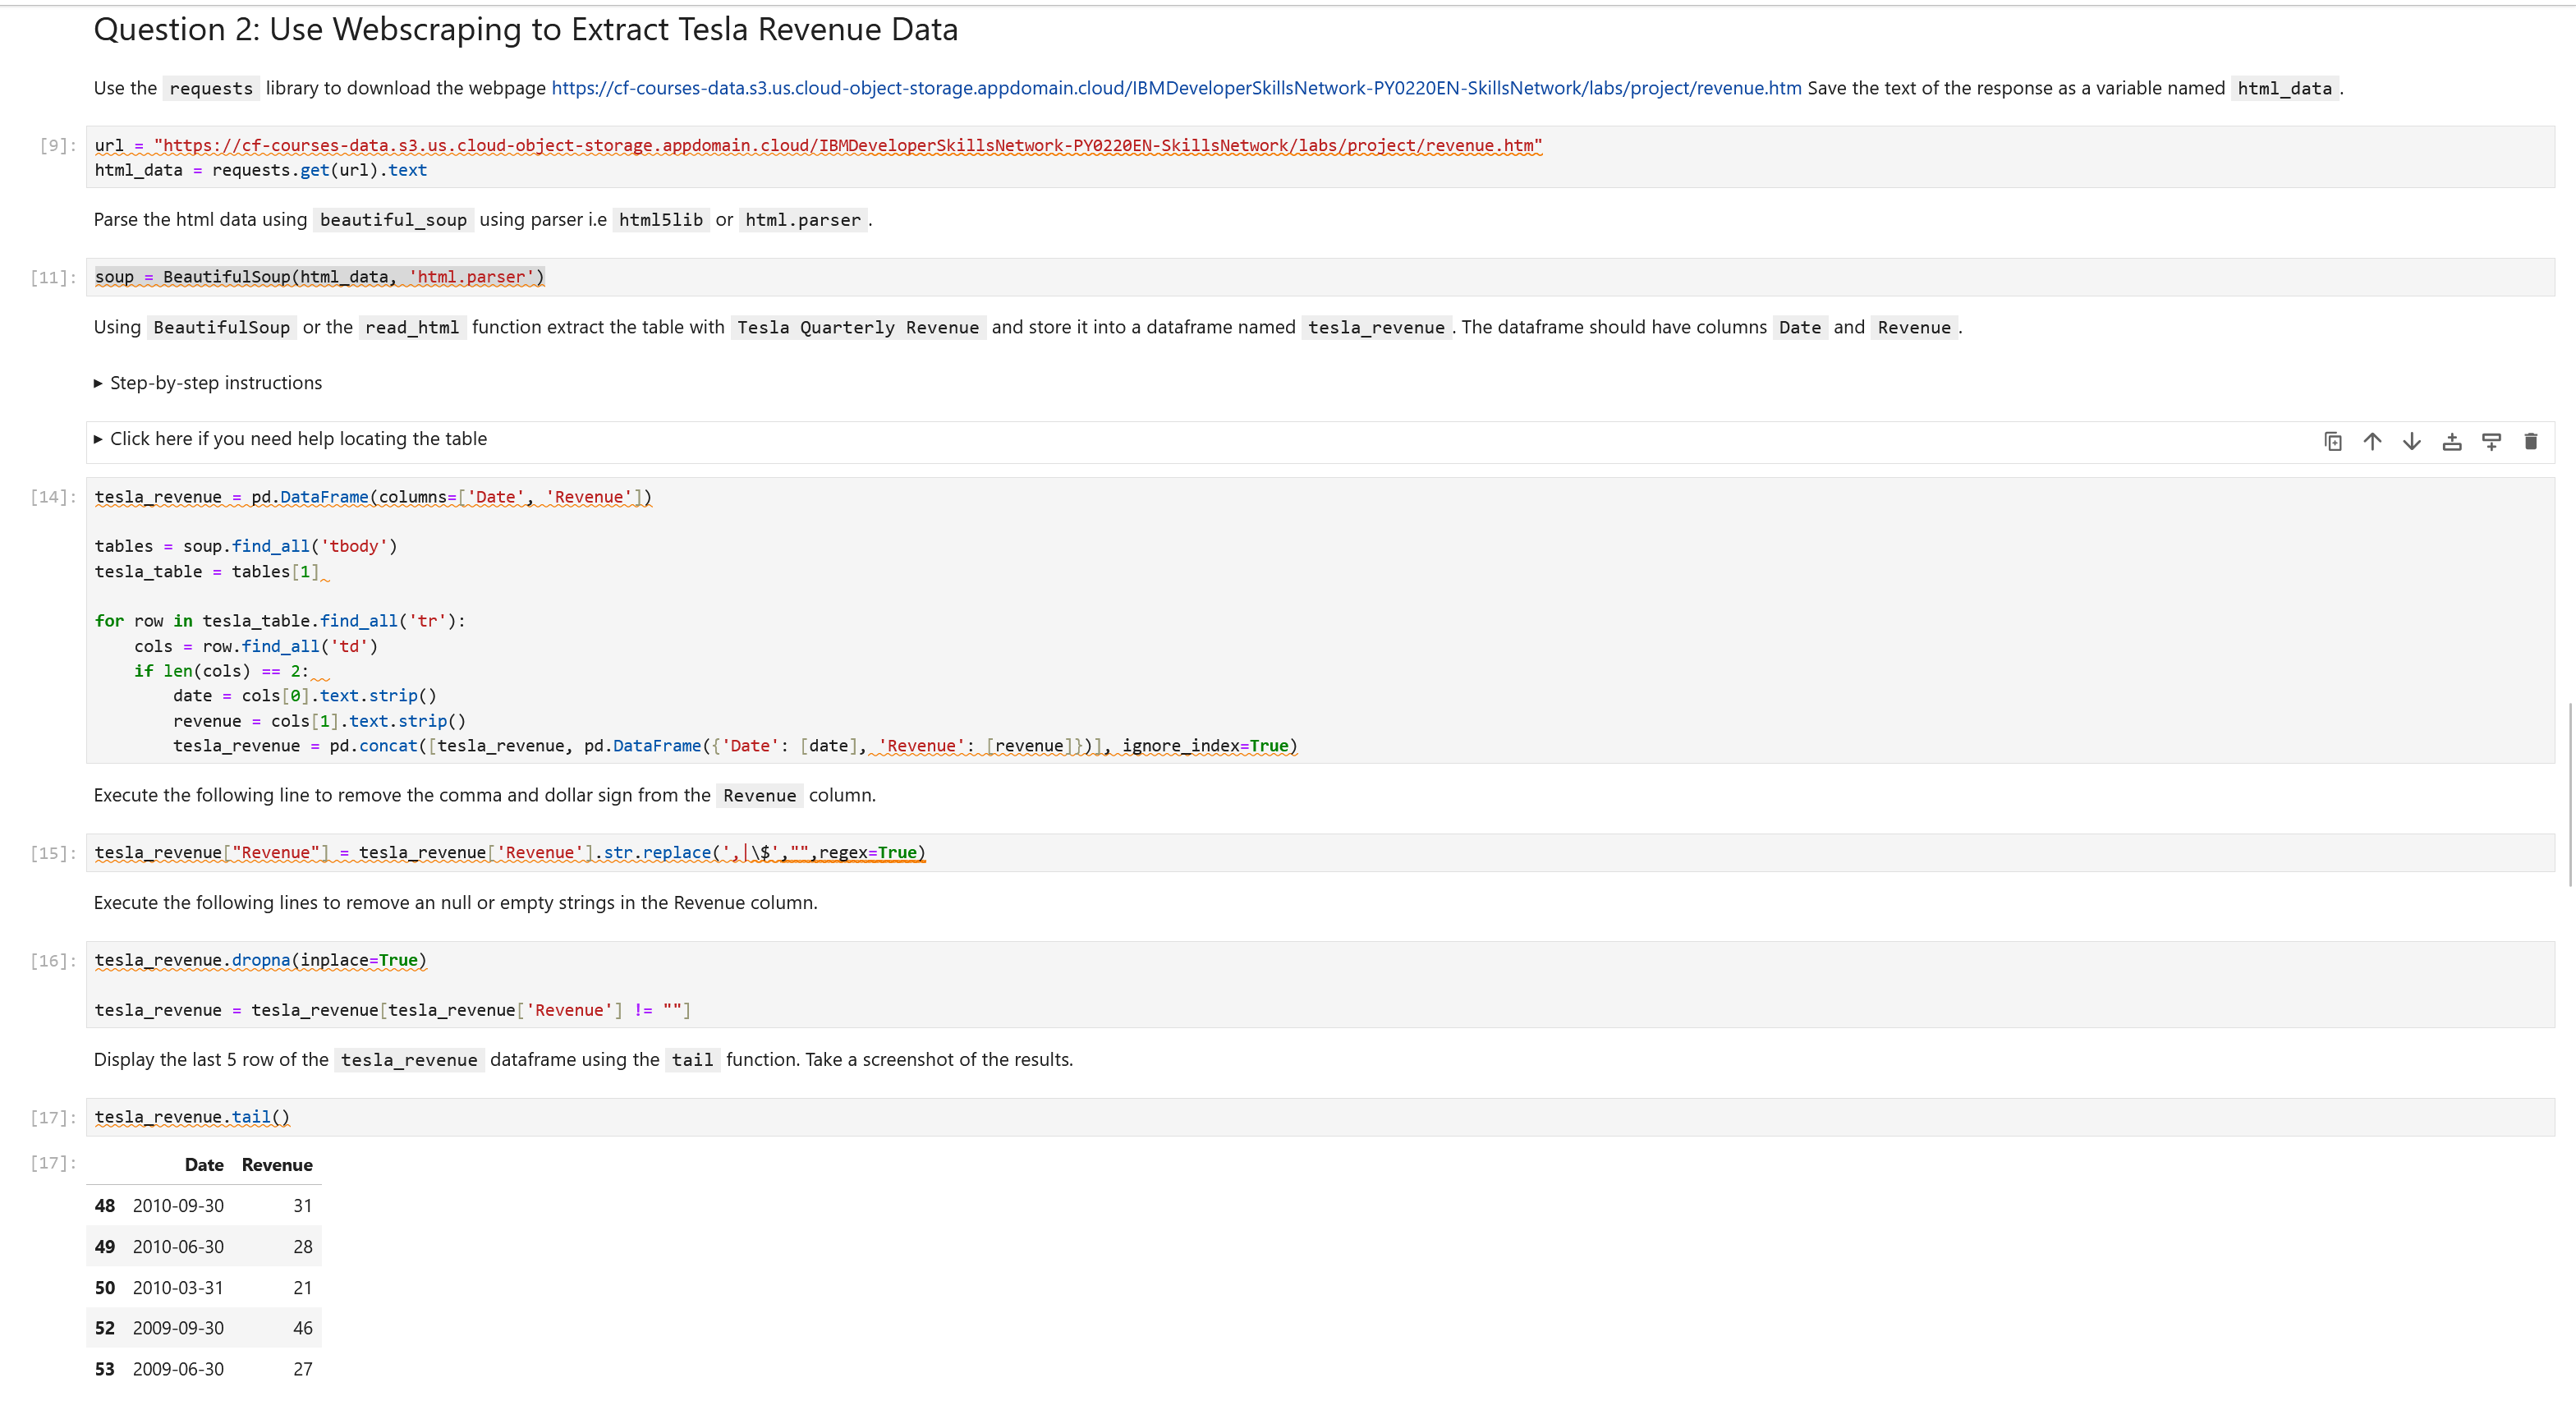 Question 2: Use Webscraping to Extract Tesla Revenue Data
Use the requests library to download the webpage https://cf-courses-data.s3.us.cloud-object-storage.appdomain.cloud/IBMDeveloperSkillsNetwork-PY0220EN-SkillsNetwork/labs/project/revenue.htm Save the text of the response as a variable named html_data.
[9]: url = "https://cf-courses-data.s3.us.cloud-object-storage.appdomain.cloud/IBMDeveloperSkillsNetwork-PY0220EN-SkillsNetwork/labs/project/revenue.htm"
html_data = requests.get(url).text
Parse the html data using beautiful_soup using parser i.e html5lib or html.parser.
[11]: soup = BeautifulSoup(html_data, 'html.parser')
Using BeautifulSoup or the read_html function extract the table with Tesla Quarterly Revenue and store it into a dataframe named tesla_revenue. The dataframe should have columns Date and Revenue.
▸ Step-by-step instructions
▸ Click here if you need help locating the table
[14]: tesla_revenue = pd.DataFrame(columns=['Date', 'Revenue'])
tables = soup.find_all('tbody')
tesla_table = tables[1]
for row in tesla_table.find_all('tr'):
    cols = row.find_all('td')
    if len(cols) == 2:
        date = cols[0].text.strip()
        revenue = cols[1].text.strip()
        tesla_revenue = pd.concat([tesla_revenue, pd.DataFrame({'Date': [date], 'Revenue': [revenue]})], ignore_index=True)
Execute the following line to remove the comma and dollar sign from the Revenue column.
[15]: tesla_revenue["Revenue"] = tesla_revenue['Revenue'].str.replace(',|\$',"",regex=True)
Execute the following lines to remove an null or empty strings in the Revenue column.
[16]: tesla_revenue.dropna(inplace=True)
tesla_revenue = tesla_revenue[tesla_revenue['Revenue'] != ""]
Display the last 5 row of the tesla_revenue dataframe using the tail function. Take a screenshot of the results.
[17]: tesla_revenue.tail()
[17]: Date Revenue
48 2010-09-30 31
49 2010-06-30 28
50 2010-03-31 21
52 2009-09-30 46
53 2009-06-30 27